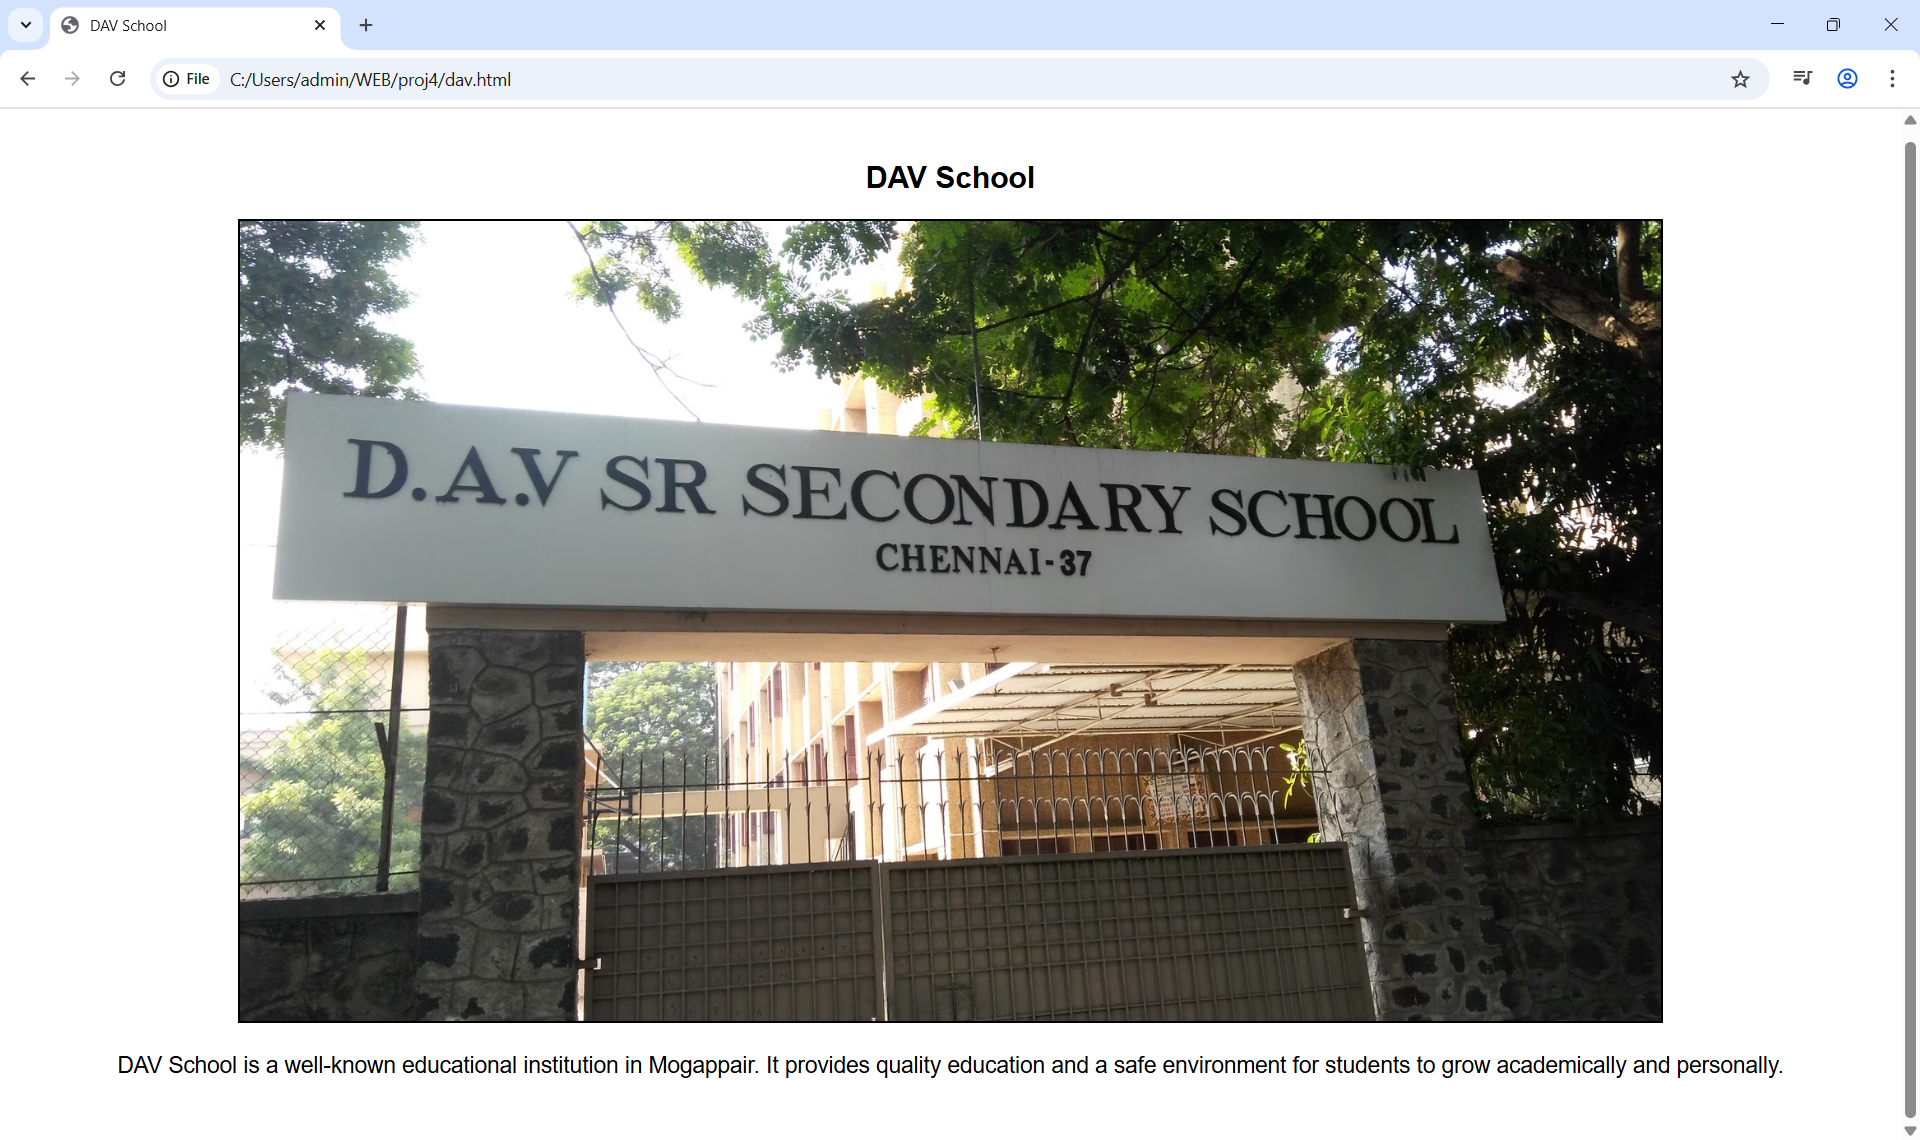 DAV School
File
C:/Users/admin/WEB/proj4/dav.html
DAV School
D.A.V SR SECONDARY SCHOOL
CHENNAI-37
DAV School is a well-known educational institution in Mogappair. It provides quality education and a safe environment for students to grow academically and personally.